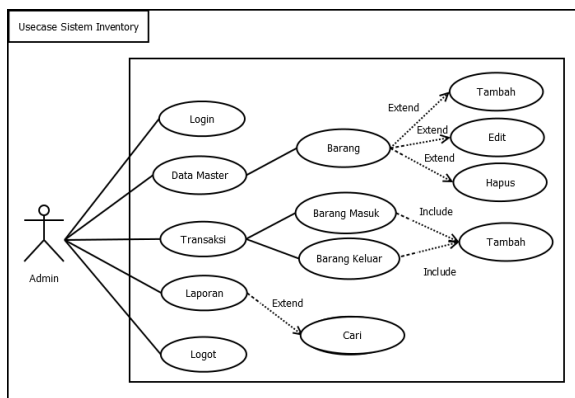 Usecase Sistem Inventory
Login
Data Master
Transaksi
Laporan
Logot
Admin
Barang
Barang Masuk
Barang Keluar
Cari
Extend
Extend
Extend
Include
Include
Extend
Tambah
Edit
Hapus
Tambah